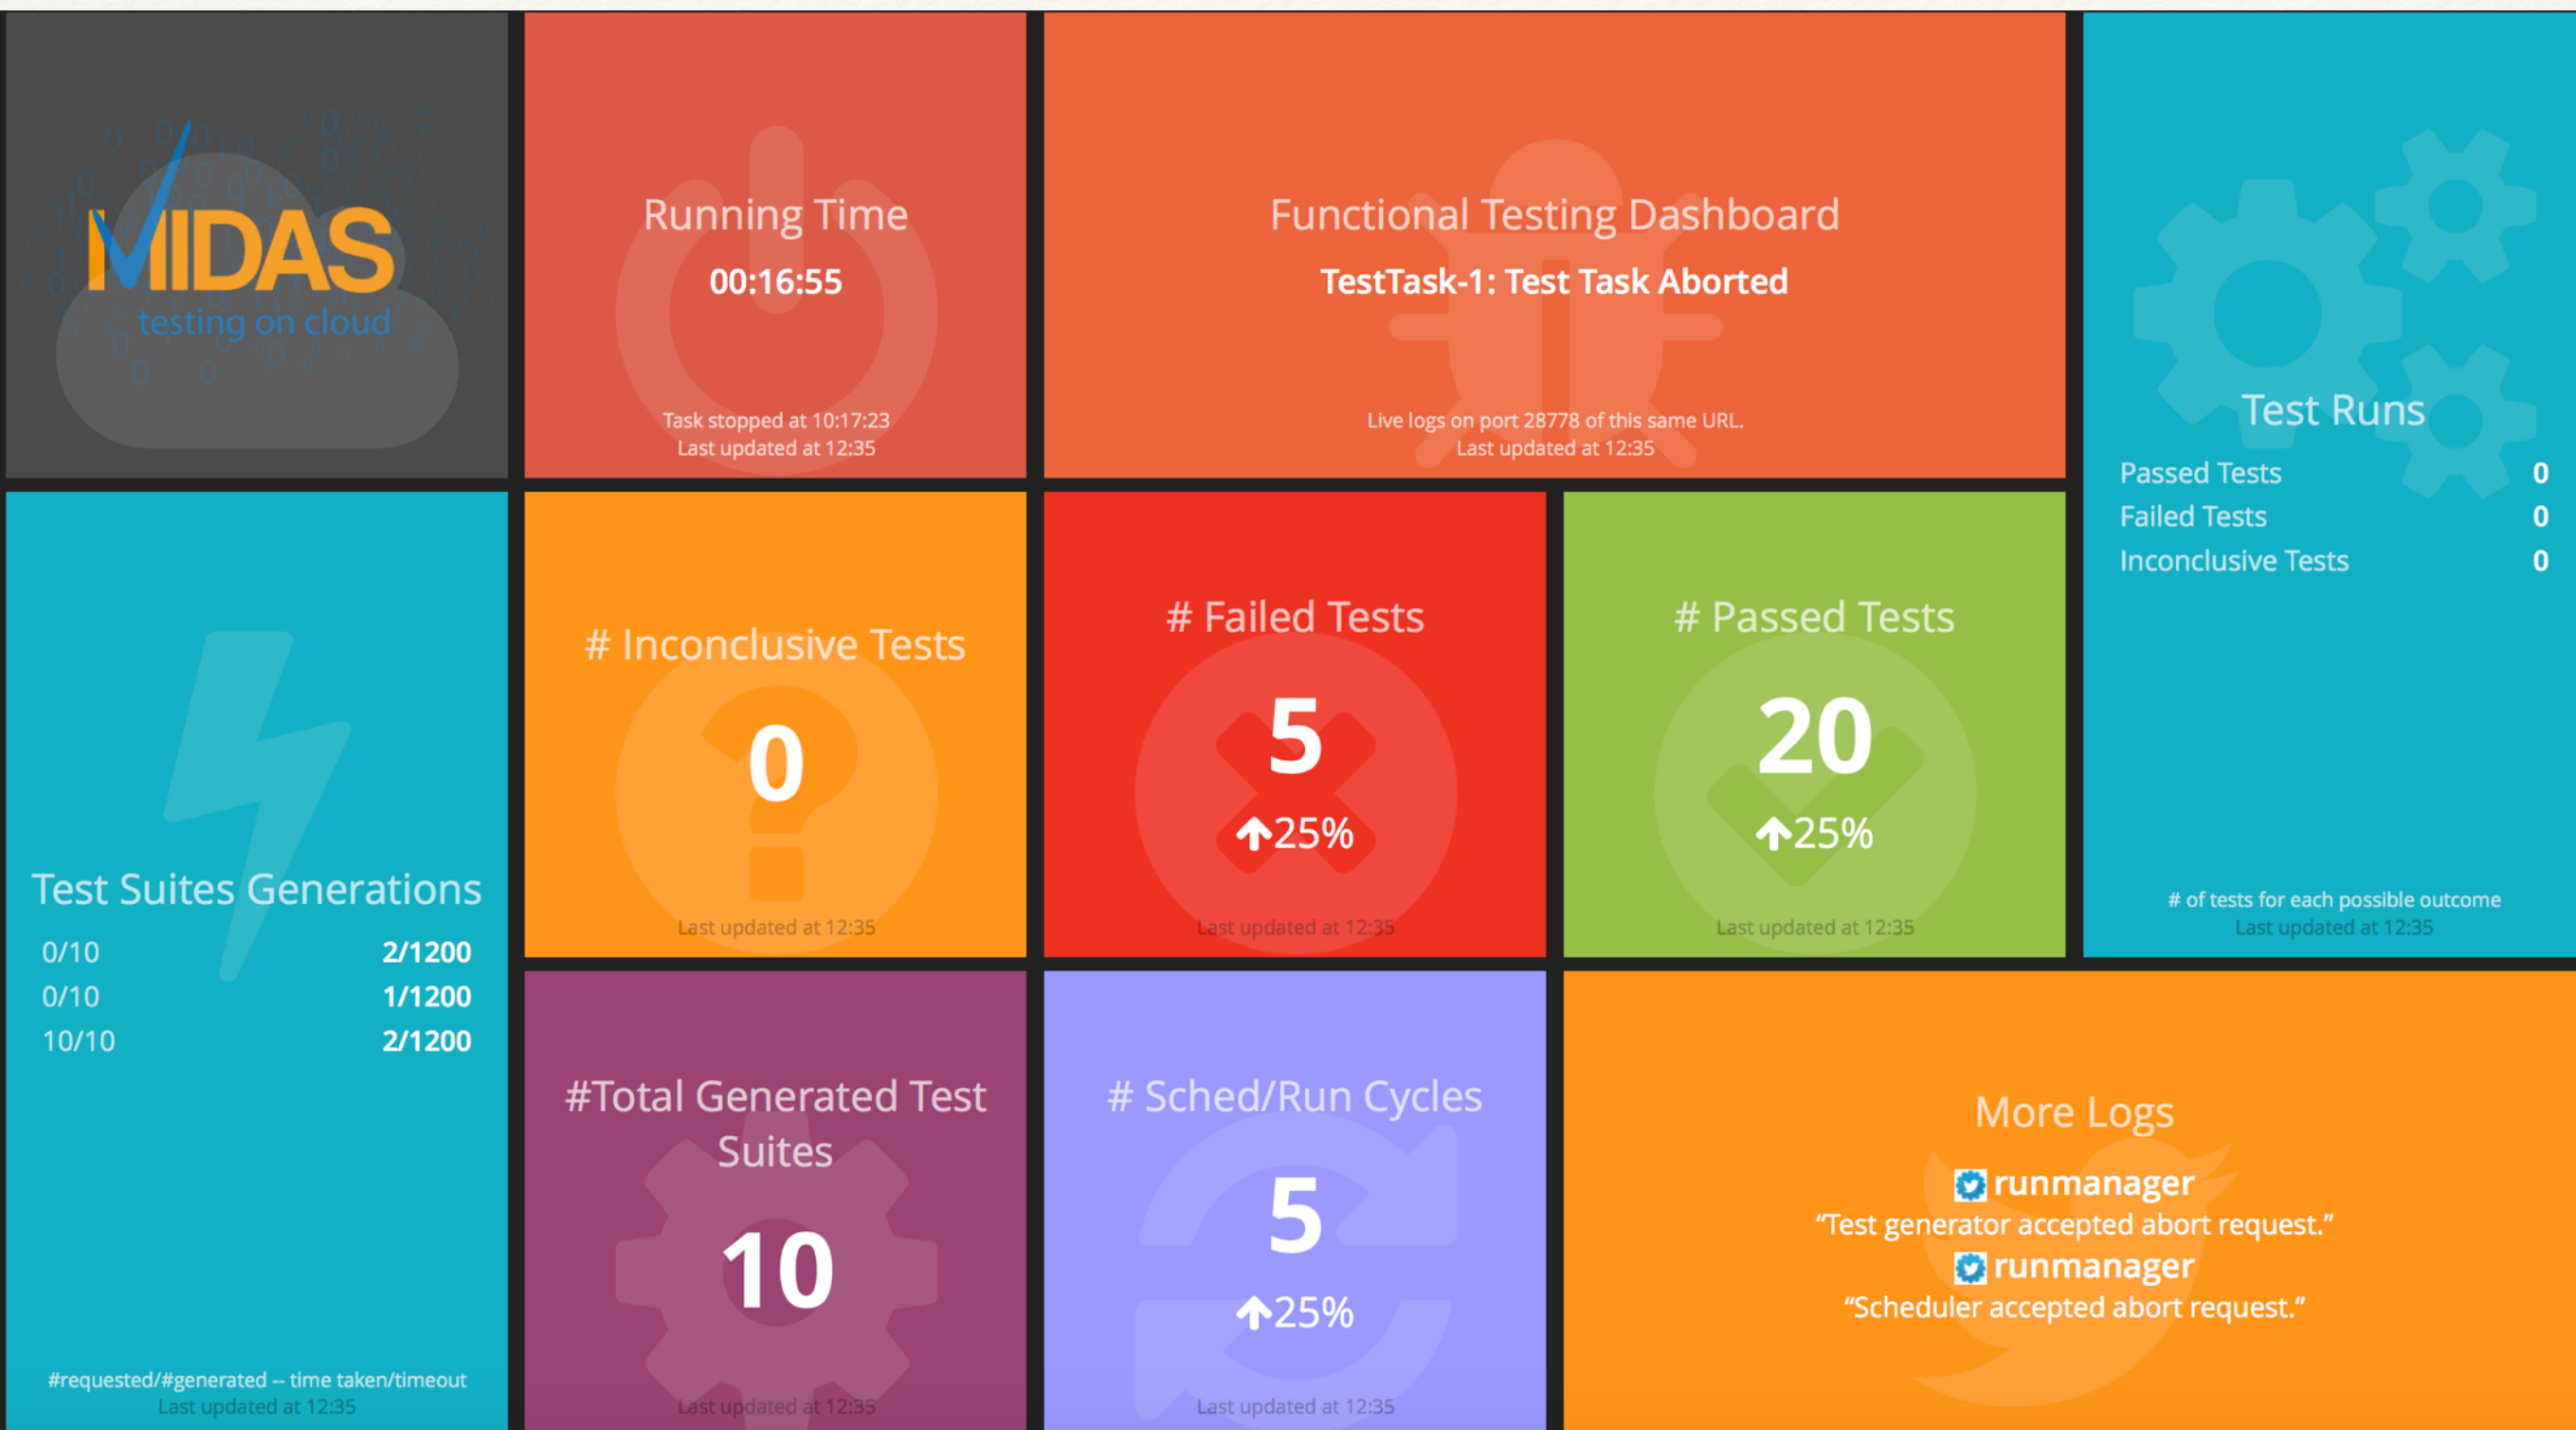 MIDAS
testing on cloud
Running Time
00:16:55
Task stopped at 10:17:23
Last updated at 12:35
Functional Testing Dashboard
TestTask-1: Test Task Aborted
Live logs on port 28778 of this same URL.
Last updated at 12:35
Test Runs
Passed Tests 0
Failed Tests 0
Inconclusive Tests 0
# of tests for each possible outcome
Last updated at 12:35
Test Suites Generations
0/10 2/1200
0/10 1/1200
10/10 2/1200
#requested/#generated -- time taken/timeout
Last updated at 12:35
# Inconclusive Tests
0
Last updated at 12:35
# Failed Tests
5
25%
Last updated at 12:35
# Passed Tests
20
25%
Last updated at 12:35
#Total Generated Test
Suites
10
Last updated at 12:35
# Sched/Run Cycles
5
25%
Last updated at 12:35
More Logs
runmanager
“Test generator accepted abort request.”
runmanager
“Scheduler accepted abort request.”